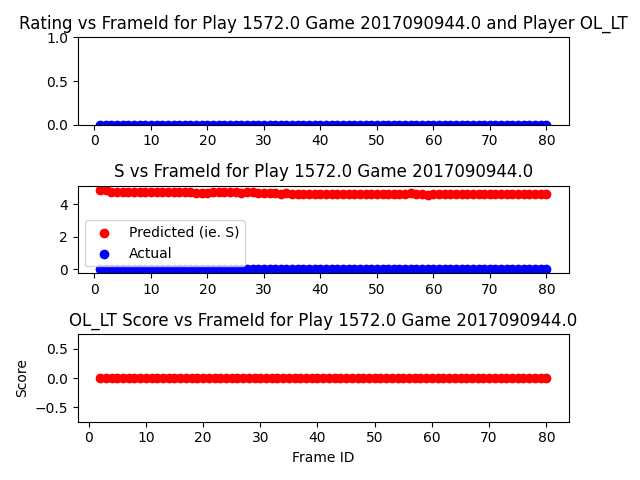 Rating vs FrameId for Play 1572.0 Game 2017090944.0 and Player OL_LT
1.0
0.5
0.0
0 10 20 30 40 50 60 70 80
S vs FrameId for Play 1572.0 Game 2017090944.0
4
2
0
Predicted (ie. S)
Actual
0 10 20 30 40 50 60 70 80
OL_LT Score vs FrameId for Play 1572.0 Game 2017090944.0
Score
0.5
0.0
−0.5
0 10 20 30 40 50 60 70 80
Frame ID